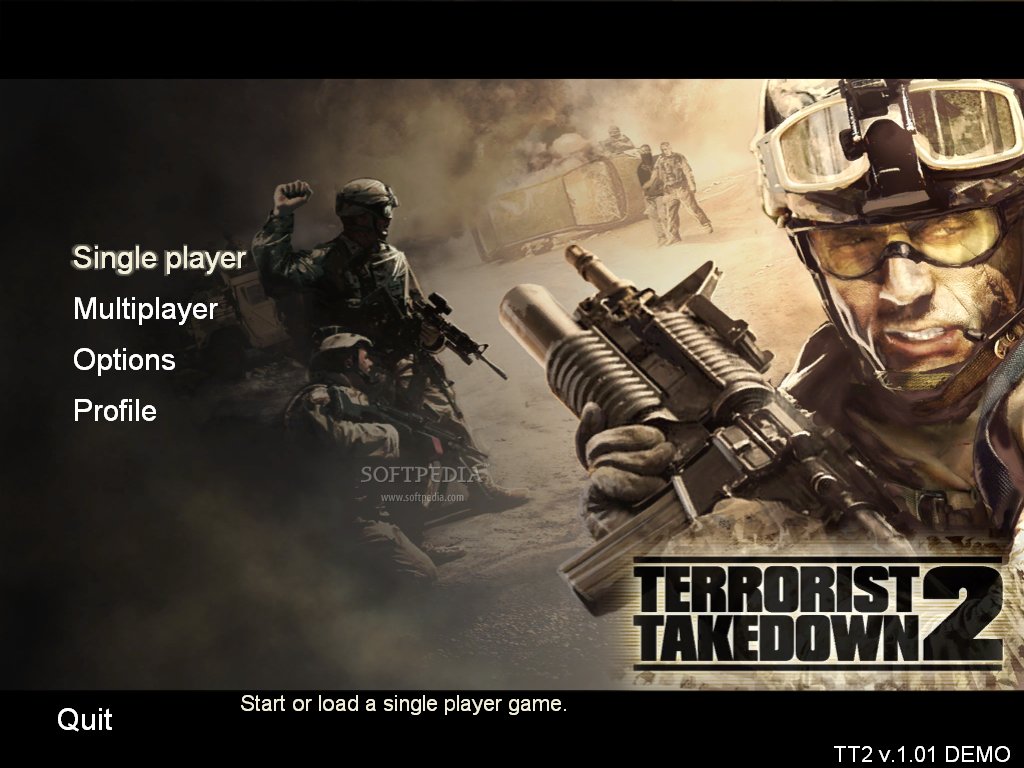 Single player
Multiplayer
Options
Profile
SOFTPEDIA
www.softpedia.com
TERRORIST
TAKEDOWN 2
Start or load a single player game.
Quit
TT2 v.1.01 DEMO